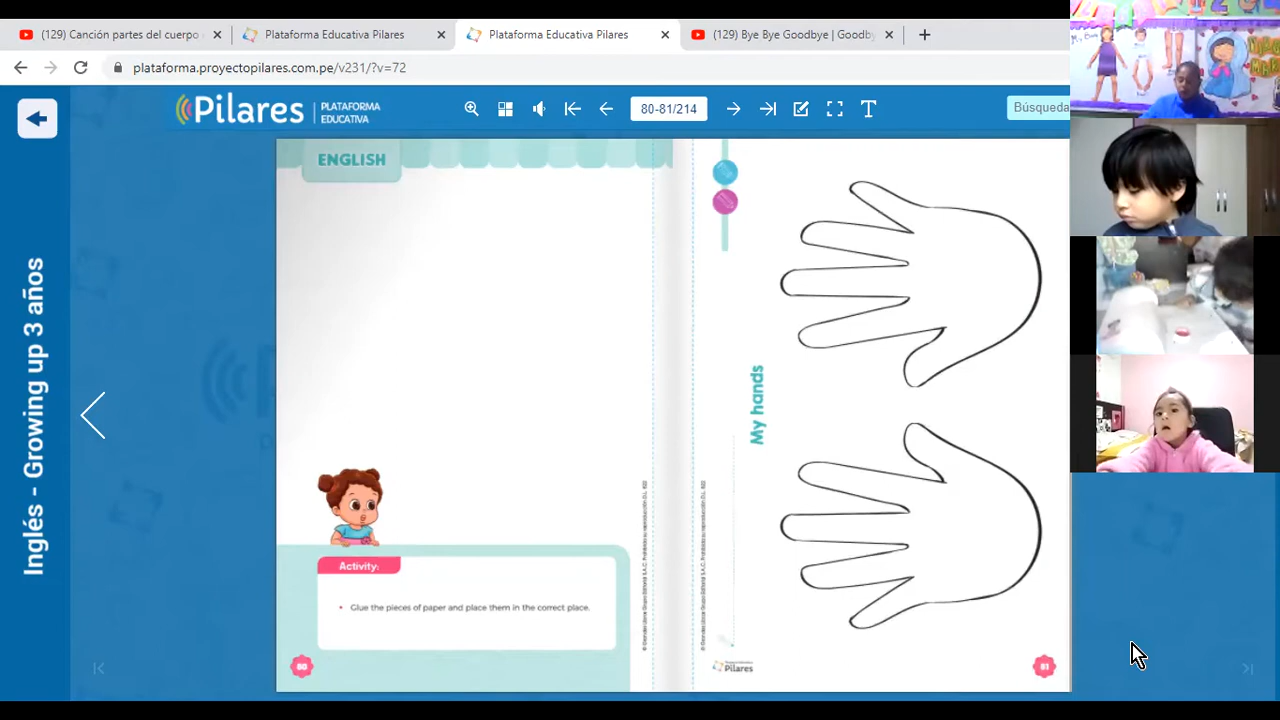 (129) Canción partes del cuerpo
Plataforma Educativa Pilares
Plataforma Educativa Pilares
(129) Bye Bye Goodbye | Goodby
plataforma.proyectopilares.com.pe/v231/?v=72
Pilares
PLATAFORMA
EDUCATIVA
80-81/214
Búsqueda
Inglés - Growing up 3 años
ENGLISH
Activity:
• Glue the pieces of paper and place them in the correct place.
80
My hands
Pilares
81